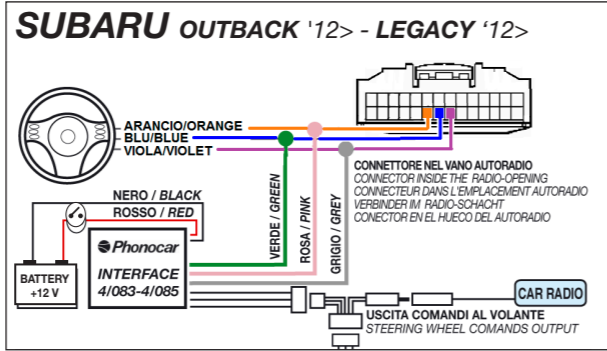 SUBARU OUTBACK '12> - LEGACY '12>
ARANCIO/ORANGE
BLU/BLUE
VIOLA/VIOLET
CONNETTORE NEL VANO AUTORADIO
CONNECTOR INSIDE THE RADIO-OPENING
CONNECTEUR DANS L'EMPLACEMENT AUTORADIO
VERBINDER IM RADIO-SCHACHT
CONECTOR EN EL HUECO DEL AUTORADIO
NERO / BLACK
ROSSO / RED
VERDE / GREEN
ROSA / PINK
GRIGIO / GREY
Phonocar
INTERFACE
4/083-4/085
BATTERY
+12 V
CAR RADIO
USCITA COMANDI AL VOLANTE
STEERING WHEEL COMANDS OUTPUT